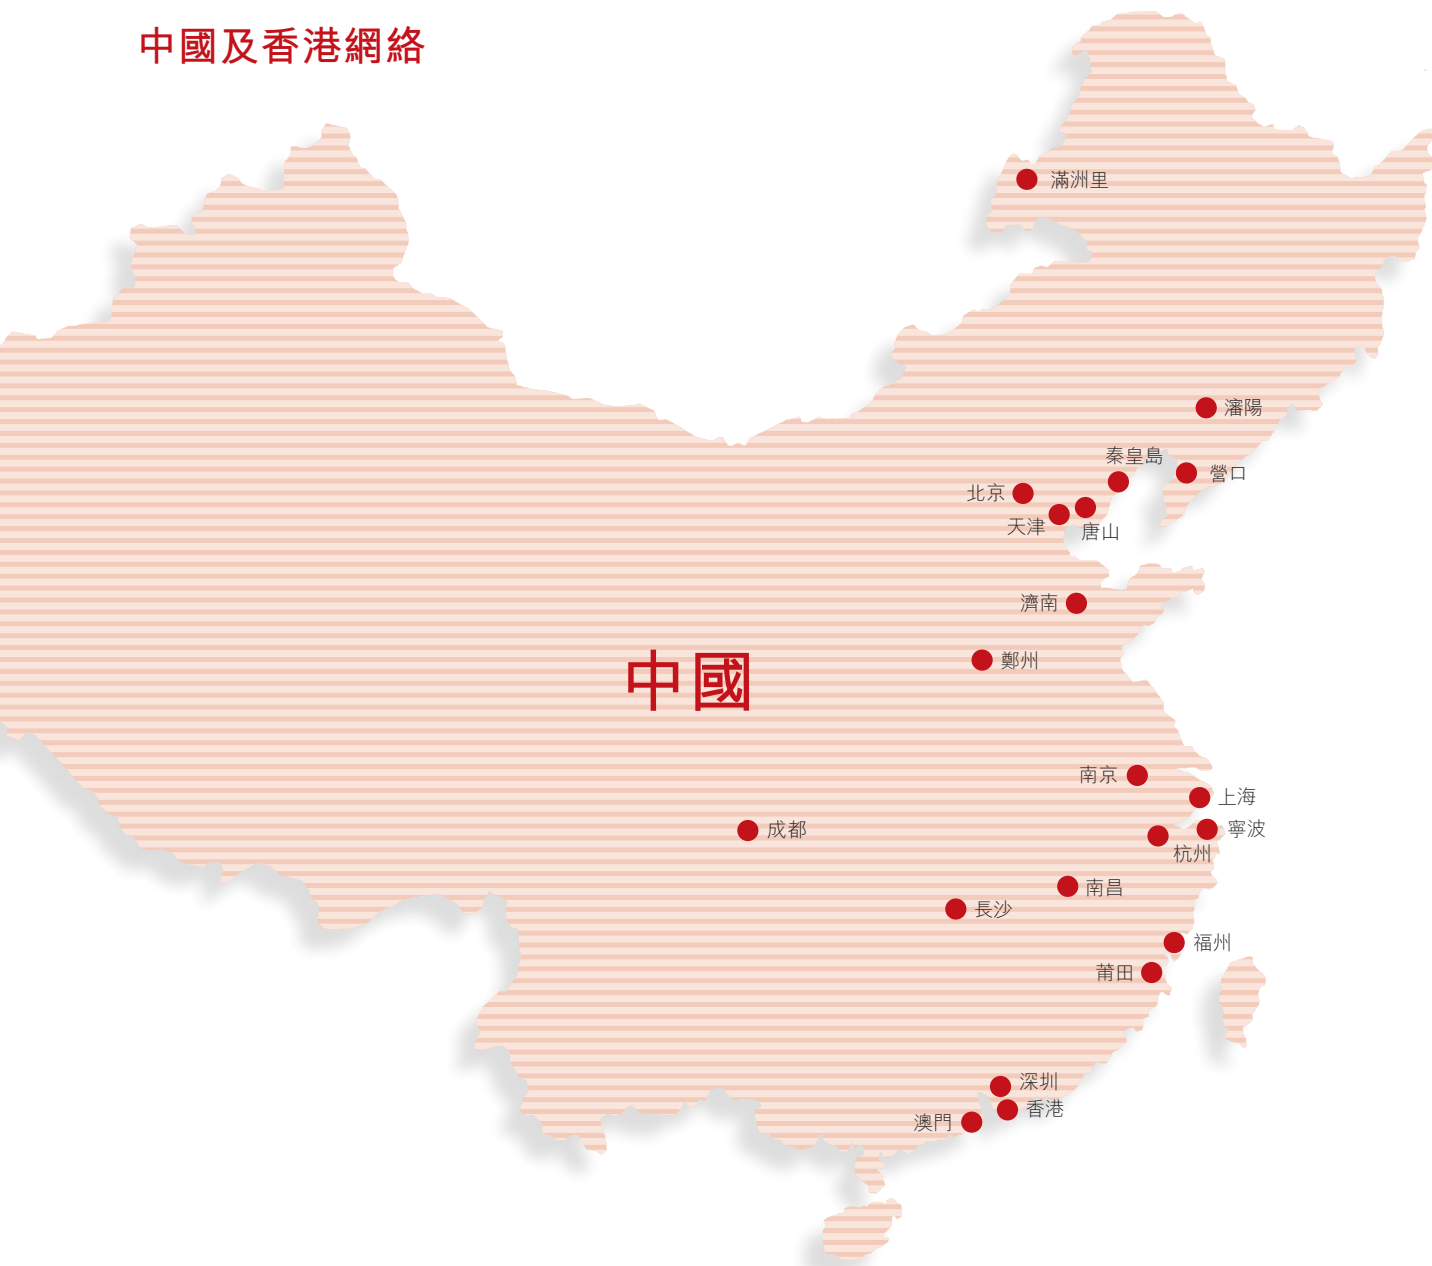 中國及香港網絡
滿洲里
瀋陽
秦皇島
營口
北京
天津
唐山
濟南
鄭州
中國
南京
上海
成都
寧波
杭州
南昌
長沙
福州
莆田
深圳
香港
澳門